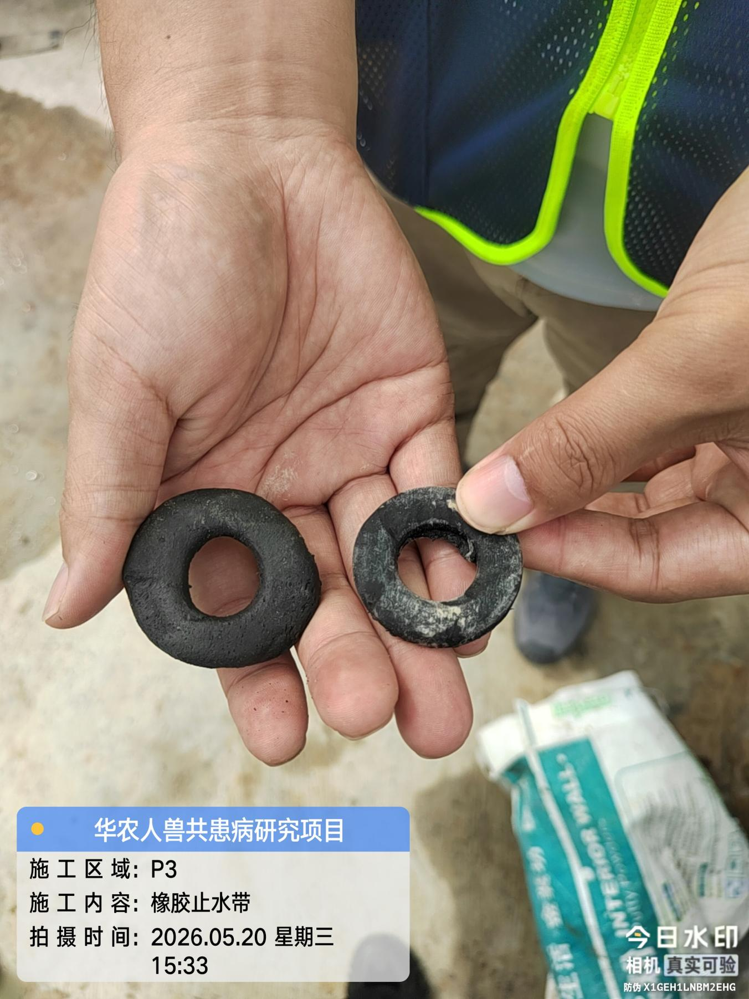 华农人兽共患病研究项目
施工区域: P3
施工内容: 橡胶止水带
拍摄时间: 2026.05.20 星期三
15:33
INTERIOR WALL
今日水印
相机 真实可验
防伪 X1GEH1LNBM2EHG